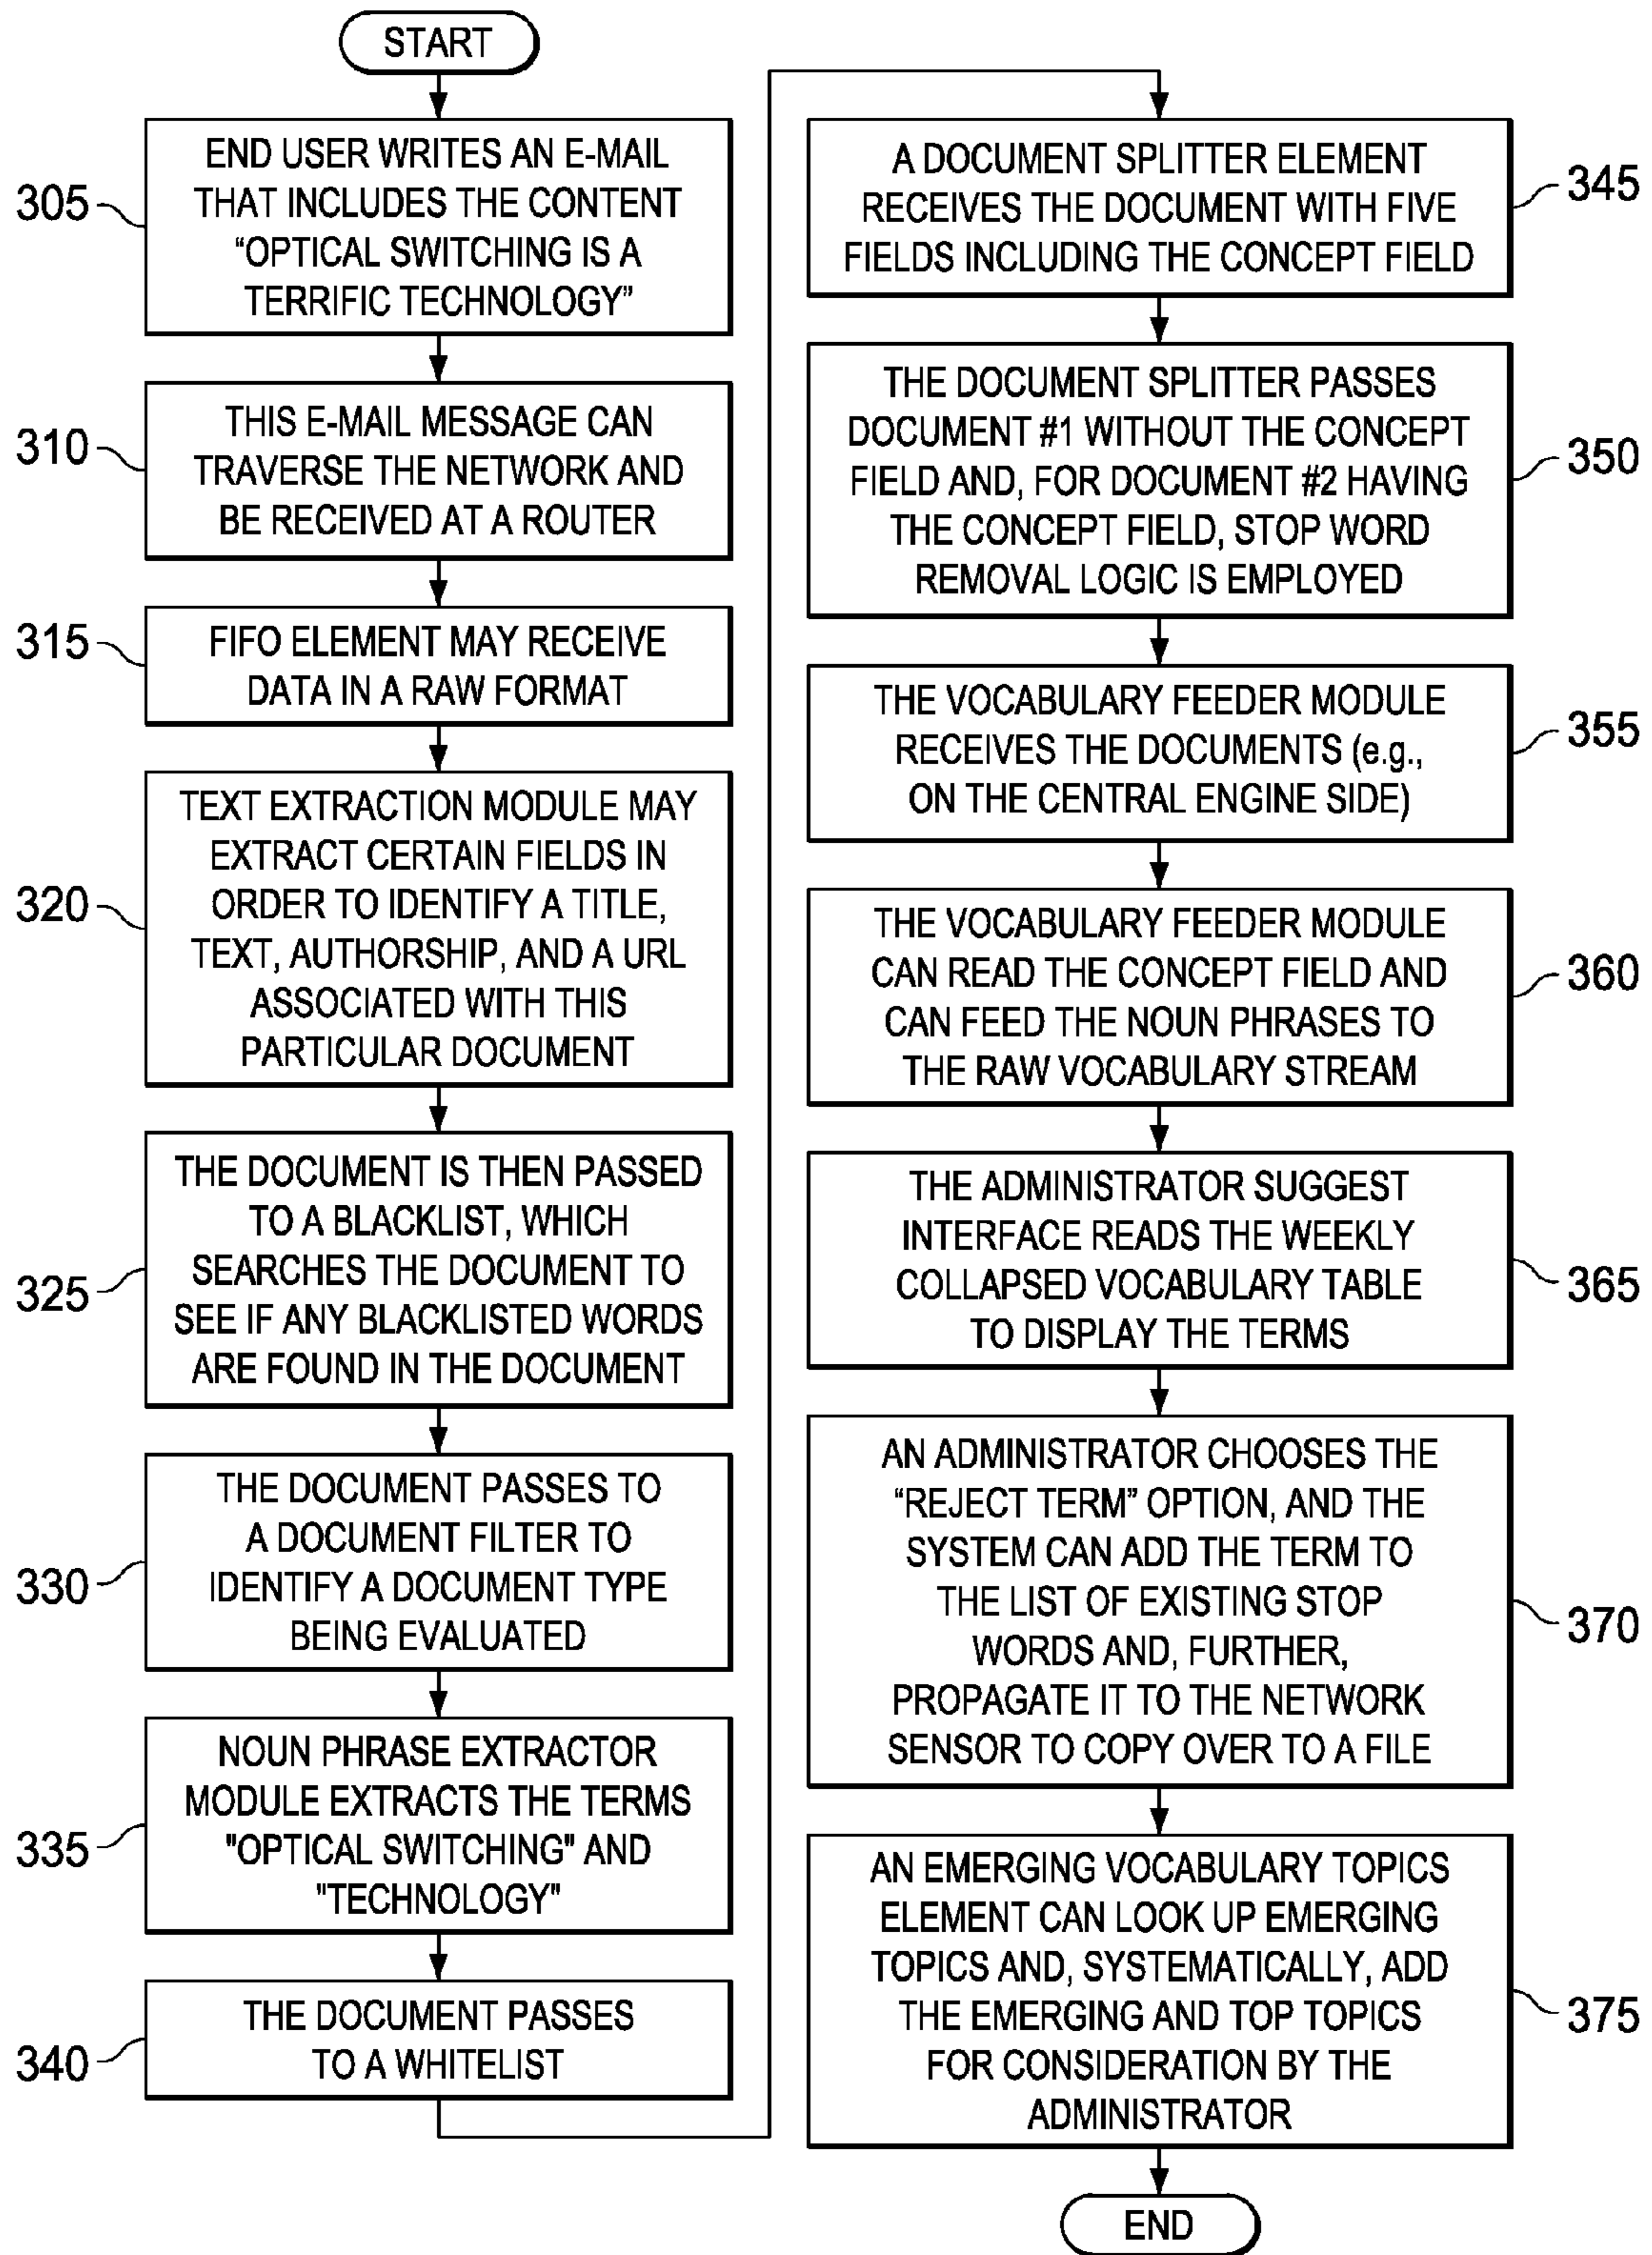 START
305
END USER WRITES AN E-MAIL
THAT INCLUDES THE CONTENT
“OPTICAL SWITCHING IS A
TERRIFIC TECHNOLOGY”
310
THIS E-MAIL MESSAGE CAN
TRAVERSE THE NETWORK AND
BE RECEIVED AT A ROUTER
315
FIFO ELEMENT MAY RECEIVE
DATA IN A RAW FORMAT
320
TEXT EXTRACTION MODULE MAY
EXTRACT CERTAIN FIELDS IN
ORDER TO IDENTIFY A TITLE,
TEXT, AUTHORSHIP, AND A URL
ASSOCIATED WITH THIS
PARTICULAR DOCUMENT
325
THE DOCUMENT IS THEN PASSED
TO A BLACKLIST, WHICH
SEARCHES THE DOCUMENT TO
SEE IF ANY BLACKLISTED WORDS
ARE FOUND IN THE DOCUMENT
330
THE DOCUMENT PASSES TO
A DOCUMENT FILTER TO
IDENTIFY A DOCUMENT TYPE
BEING EVALUATED
335
NOUN PHRASE EXTRACTOR
MODULE EXTRACTS THE TERMS
"OPTICAL SWITCHING" AND
"TECHNOLOGY"
340
THE DOCUMENT PASSES
TO A WHITELIST
A DOCUMENT SPLITTER ELEMENT
RECEIVES THE DOCUMENT WITH FIVE
FIELDS INCLUDING THE CONCEPT FIELD
345
THE DOCUMENT SPLITTER PASSES
DOCUMENT #1 WITHOUT THE CONCEPT
FIELD AND, FOR DOCUMENT #2 HAVING
THE CONCEPT FIELD, STOP WORD
REMOVAL LOGIC IS EMPLOYED
350
THE VOCABULARY FEEDER MODULE
RECEIVES THE DOCUMENTS (e.g.,
ON THE CENTRAL ENGINE SIDE)
355
THE VOCABULARY FEEDER MODULE
CAN READ THE CONCEPT FIELD AND
CAN FEED THE NOUN PHRASES TO
THE RAW VOCABULARY STREAM
360
THE ADMINISTRATOR SUGGEST
INTERFACE READS THE WEEKLY
COLLAPSED VOCABULARY TABLE
TO DISPLAY THE TERMS
365
AN ADMINISTRATOR CHOOSES THE
“REJECT TERM” OPTION, AND THE
SYSTEM CAN ADD THE TERM TO
THE LIST OF EXISTING STOP
WORDS AND, FURTHER,
PROPAGATE IT TO THE NETWORK
SENSOR TO COPY OVER TO A FILE
370
AN EMERGING VOCABULARY TOPICS
ELEMENT CAN LOOK UP EMERGING
TOPICS AND, SYSTEMATICALLY, ADD
THE EMERGING AND TOP TOPICS
FOR CONSIDERATION BY THE
ADMINISTRATOR
375
END